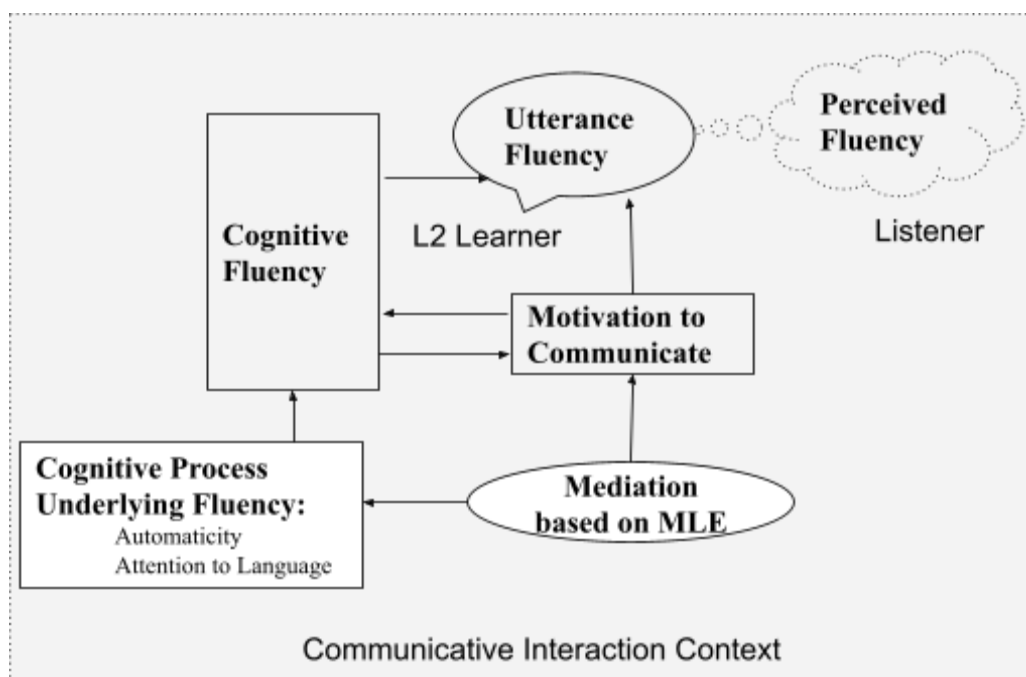 Utterance
Fluency
Perceived
Fluency
Cognitive
Fluency
L2 Learner
Listener
Motivation to
Communicate
Cognitive Process
Underlying Fluency:
Automaticity
Attention to Language
Mediation
based on MLE
Communicative Interaction Context